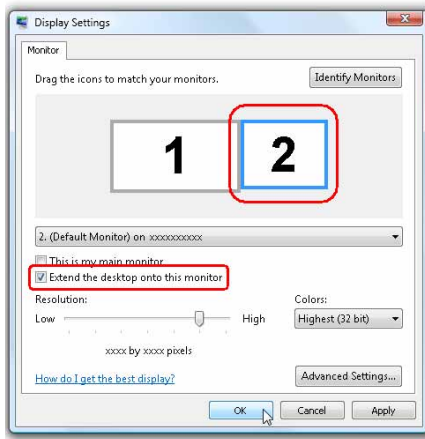 Display Settings
Monitor
Drag the icons to match your monitors.
Identify Monitors
1
2
2. (Default Monitor) on xxxxxxxxxx
This is my main monitor
Extend the desktop onto this monitor
Resolution:
Low
High
xxxx by xxxx pixels
Colors:
Highest (32 bit)
How do I get the best display?
Advanced Settings...
OK
Cancel
Apply